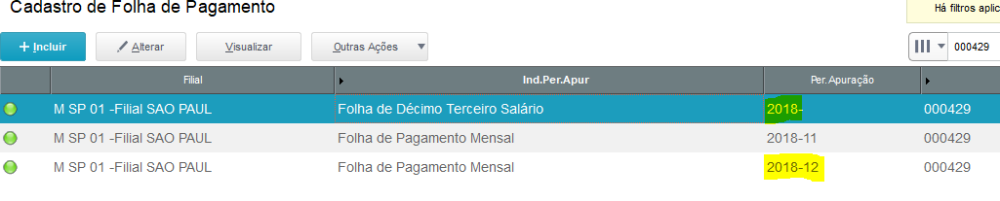 Cadastro de Folha de Pagamento
Há filtros aplic
+ Incluir Alterar Visualizar Outras Ações 000429
Filial Ind.Per.Apur Per.Apuração
M SP 01 -Filial SAO PAUL Folha de Décimo Terceiro Salário 2018- 000429
M SP 01 -Filial SAO PAUL Folha de Pagamento Mensal 2018-11 000429
M SP 01 -Filial SAO PAUL Folha de Pagamento Mensal 2018-12 000429